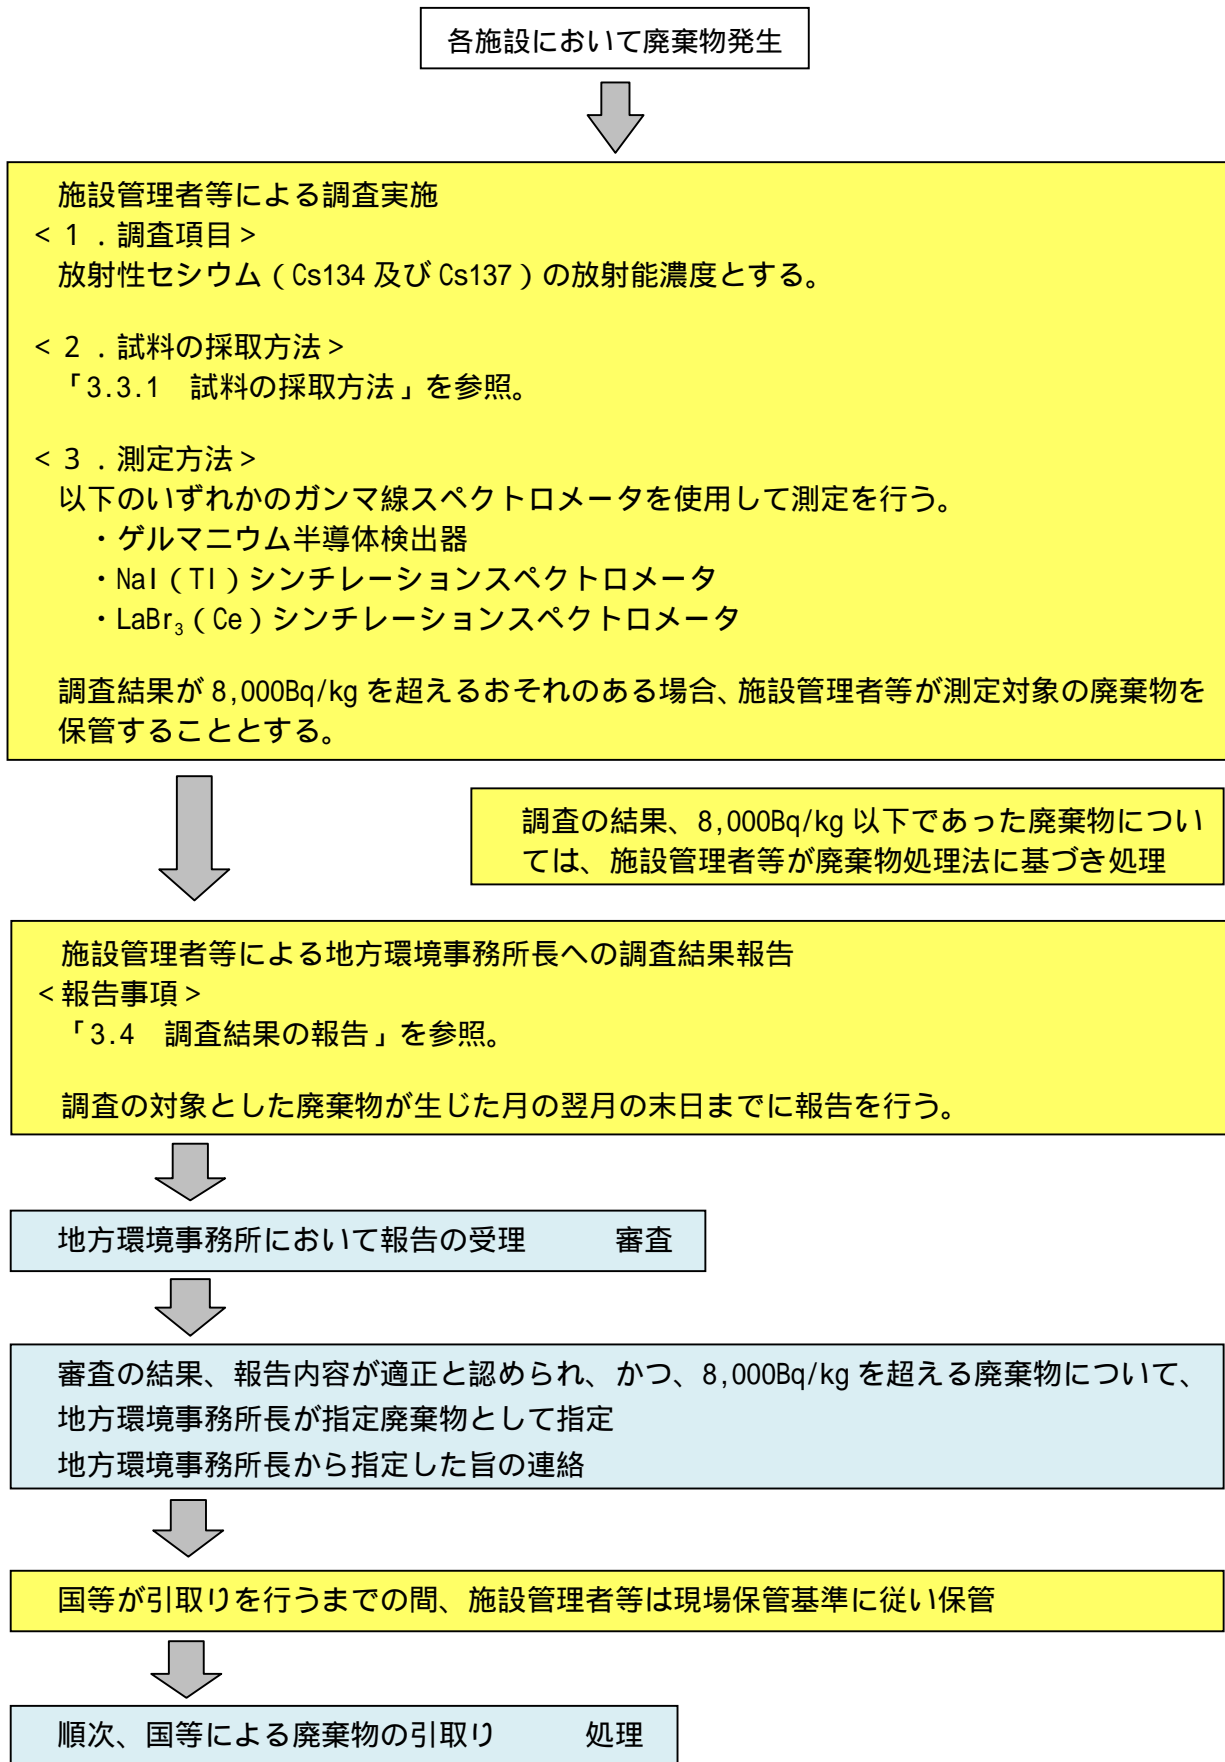 各施設において廃棄物発生
施設管理者等による調査実施
<１．調査項目>
放射性セシウム（Cs134 及び Cs137）の放射能濃度とする。
<２．試料の採取方法>
「3.3.1　試料の採取方法」を参照。
<３．測定方法>
以下のいずれかのガンマ線スペクトロメータを使用して測定を行う。
・ゲルマニウム半導体検出器
・NaI（Tl）シンチレーションスペクトロメータ
・LaBr₃（Ce）シンチレーションスペクトロメータ
調査結果が 8,000Bq/kg を超えるおそれのある場合、施設管理者等が測定対象の廃棄物を
保管することとする。
調査の結果、8,000Bq/kg 以下であった廃棄物につい
ては、施設管理者等が廃棄物処理法に基づき処理
施設管理者等による地方環境事務所長への調査結果報告
<報告事項>
「3.4　調査結果の報告」を参照。
調査の対象とした廃棄物が生じた月の翌月の末日までに報告を行う。
地方環境事務所において報告の受理　　審査
審査の結果、報告内容が適正と認められ、かつ、8,000Bq/kg を超える廃棄物について、
地方環境事務所長が指定廃棄物として指定
地方環境事務所長から指定した旨の連絡
国等が引取りを行うまでの間、施設管理者等は現場保管基準に従い保管
順次、国等による廃棄物の引取り　　処理